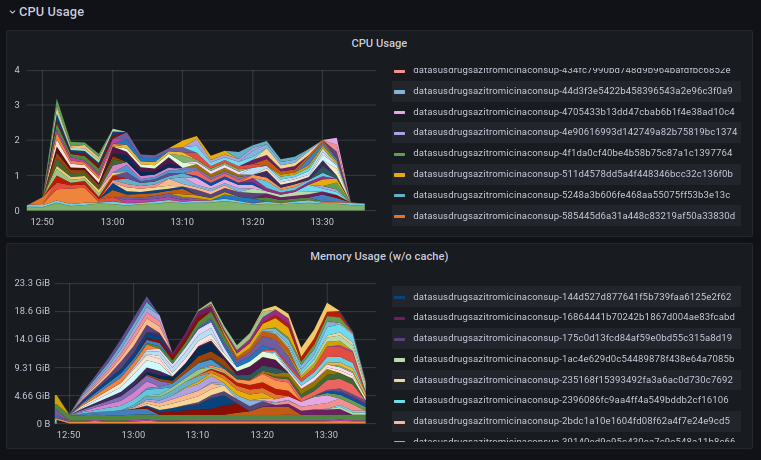 CPU Usage
CPU Usage
4
3
2
1
0
12:50 13:00 13:10 13:20 13:30
datasusdrugsazitromicinaconsup-44d3f3e5422b458396543a2e96c3f0a9
datasusdrugsazitromicinaconsup-4705433b13dd47cbab6b1f4e38ad10c4
datasusdrugsazitromicinaconsup-4e90616993d142749a82b75819bc1374
datasusdrugsazitromicinaconsup-4f1da0cf40be4b58b75c87a1c1397764
datasusdrugsazitromicinaconsup-511d4578dd5a4f448346bcc32c136f0b
datasusdrugsazitromicinaconsup-5248a3b606fe468aa55075ff53b3e13c
datasusdrugsazitromicinaconsup-585445d6a31a448c83219af50a33830d
Memory Usage (w/o cache)
23.3 GiB
18.6 GiB
14.0 GiB
9.31 GiB
4.66 GiB
0 B
12:50 13:00 13:10 13:20 13:30
datasusdrugsazitromicinaconsup-144d527d877641f5b739faa6125e2f62
datasusdrugsazitromicinaconsup-16864441b70242b1867d004ae83fcabd
datasusdrugsazitromicinaconsup-175c0d13fcd84af59e0bd55c315a8d19
datasusdrugsazitromicinaconsup-1ac4e629d0c54489878f438e64a7085b
datasusdrugsazitromicinaconsup-235168f15393492fa3a6ac0d730c7692
datasusdrugsazitromicinaconsup-2396086fc9aa4ff4a549bddb2cf16106
datasusdrugsazitromicinaconsup-2bdc1a10e1604fd08f62a4f7e24e9cd5